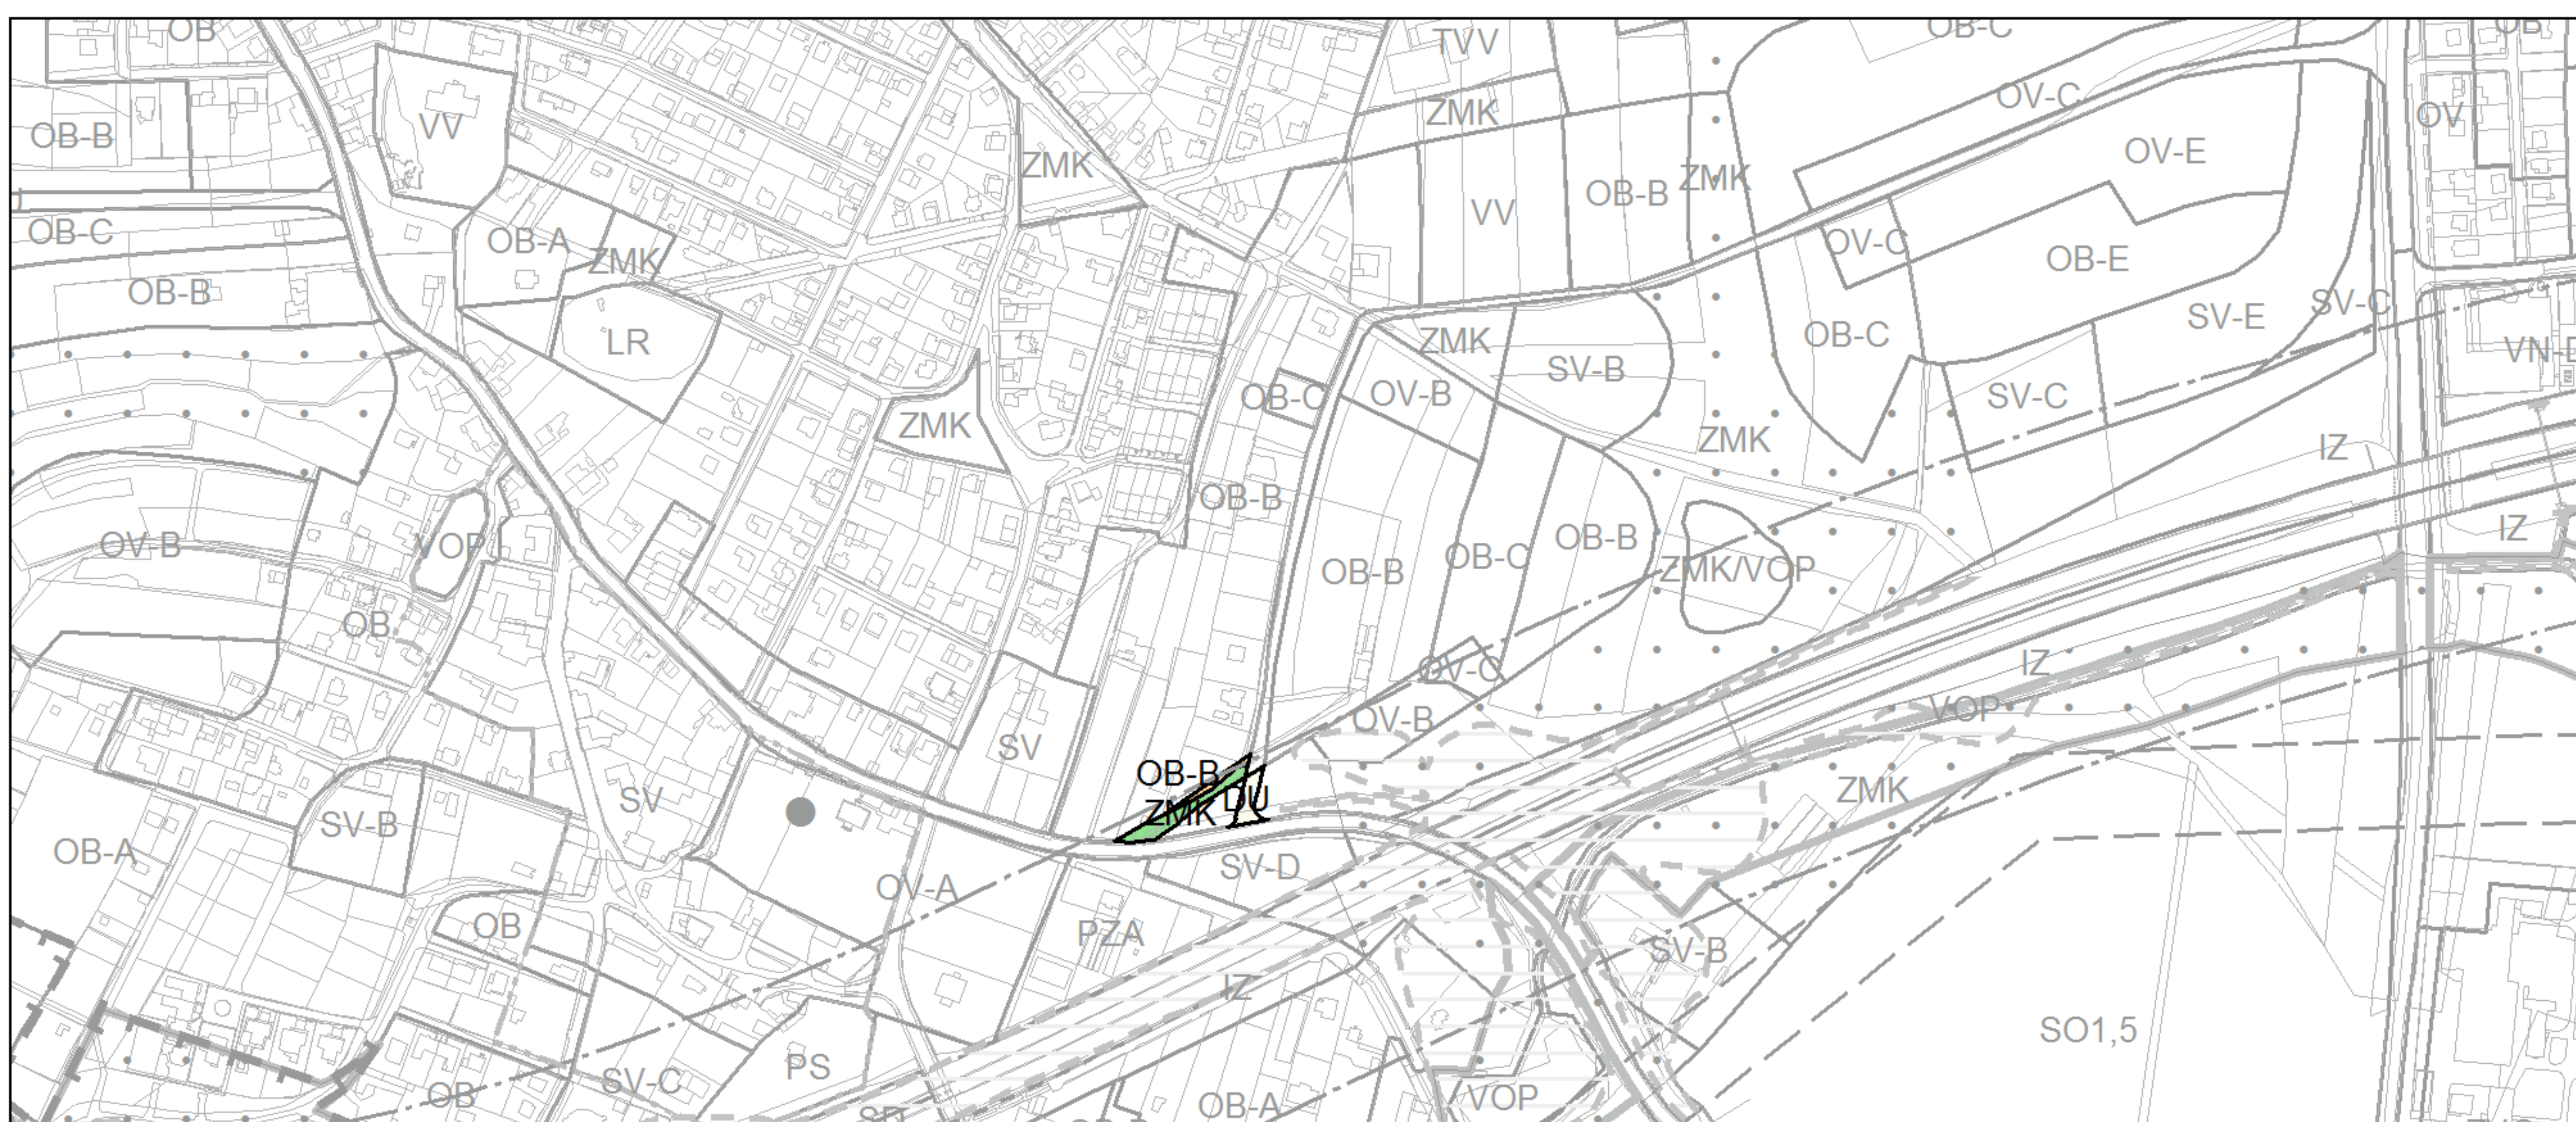 OB
TVV
OB-C
OB
OV-C
ZMK
OV
VV
OB-B
OV-E
ZMK
ZMK
OB-B
VV
OB-C
OB-A
OV-C
ZMK
OB-E
OB-B
SV-C
SV-E
LR
ZMK
OB-C
VN-
SV-B
OB-C
OV-B
SV-C
ZMK
ZMK
IZ
OB-B
IZ
OV-B
VOP
OB-B
OB-C
OB-B
ZMK/VOP
OB
IZ
OV-C
VOP
OV-B
SV
OB-B
ZMK
DU
ZMK
SV
SV-B
OB-A
SV-D
OV-A
OB
PZA
SV-B
IZ
SO1,5
PS
SV-C
OB
OB-A
VOP